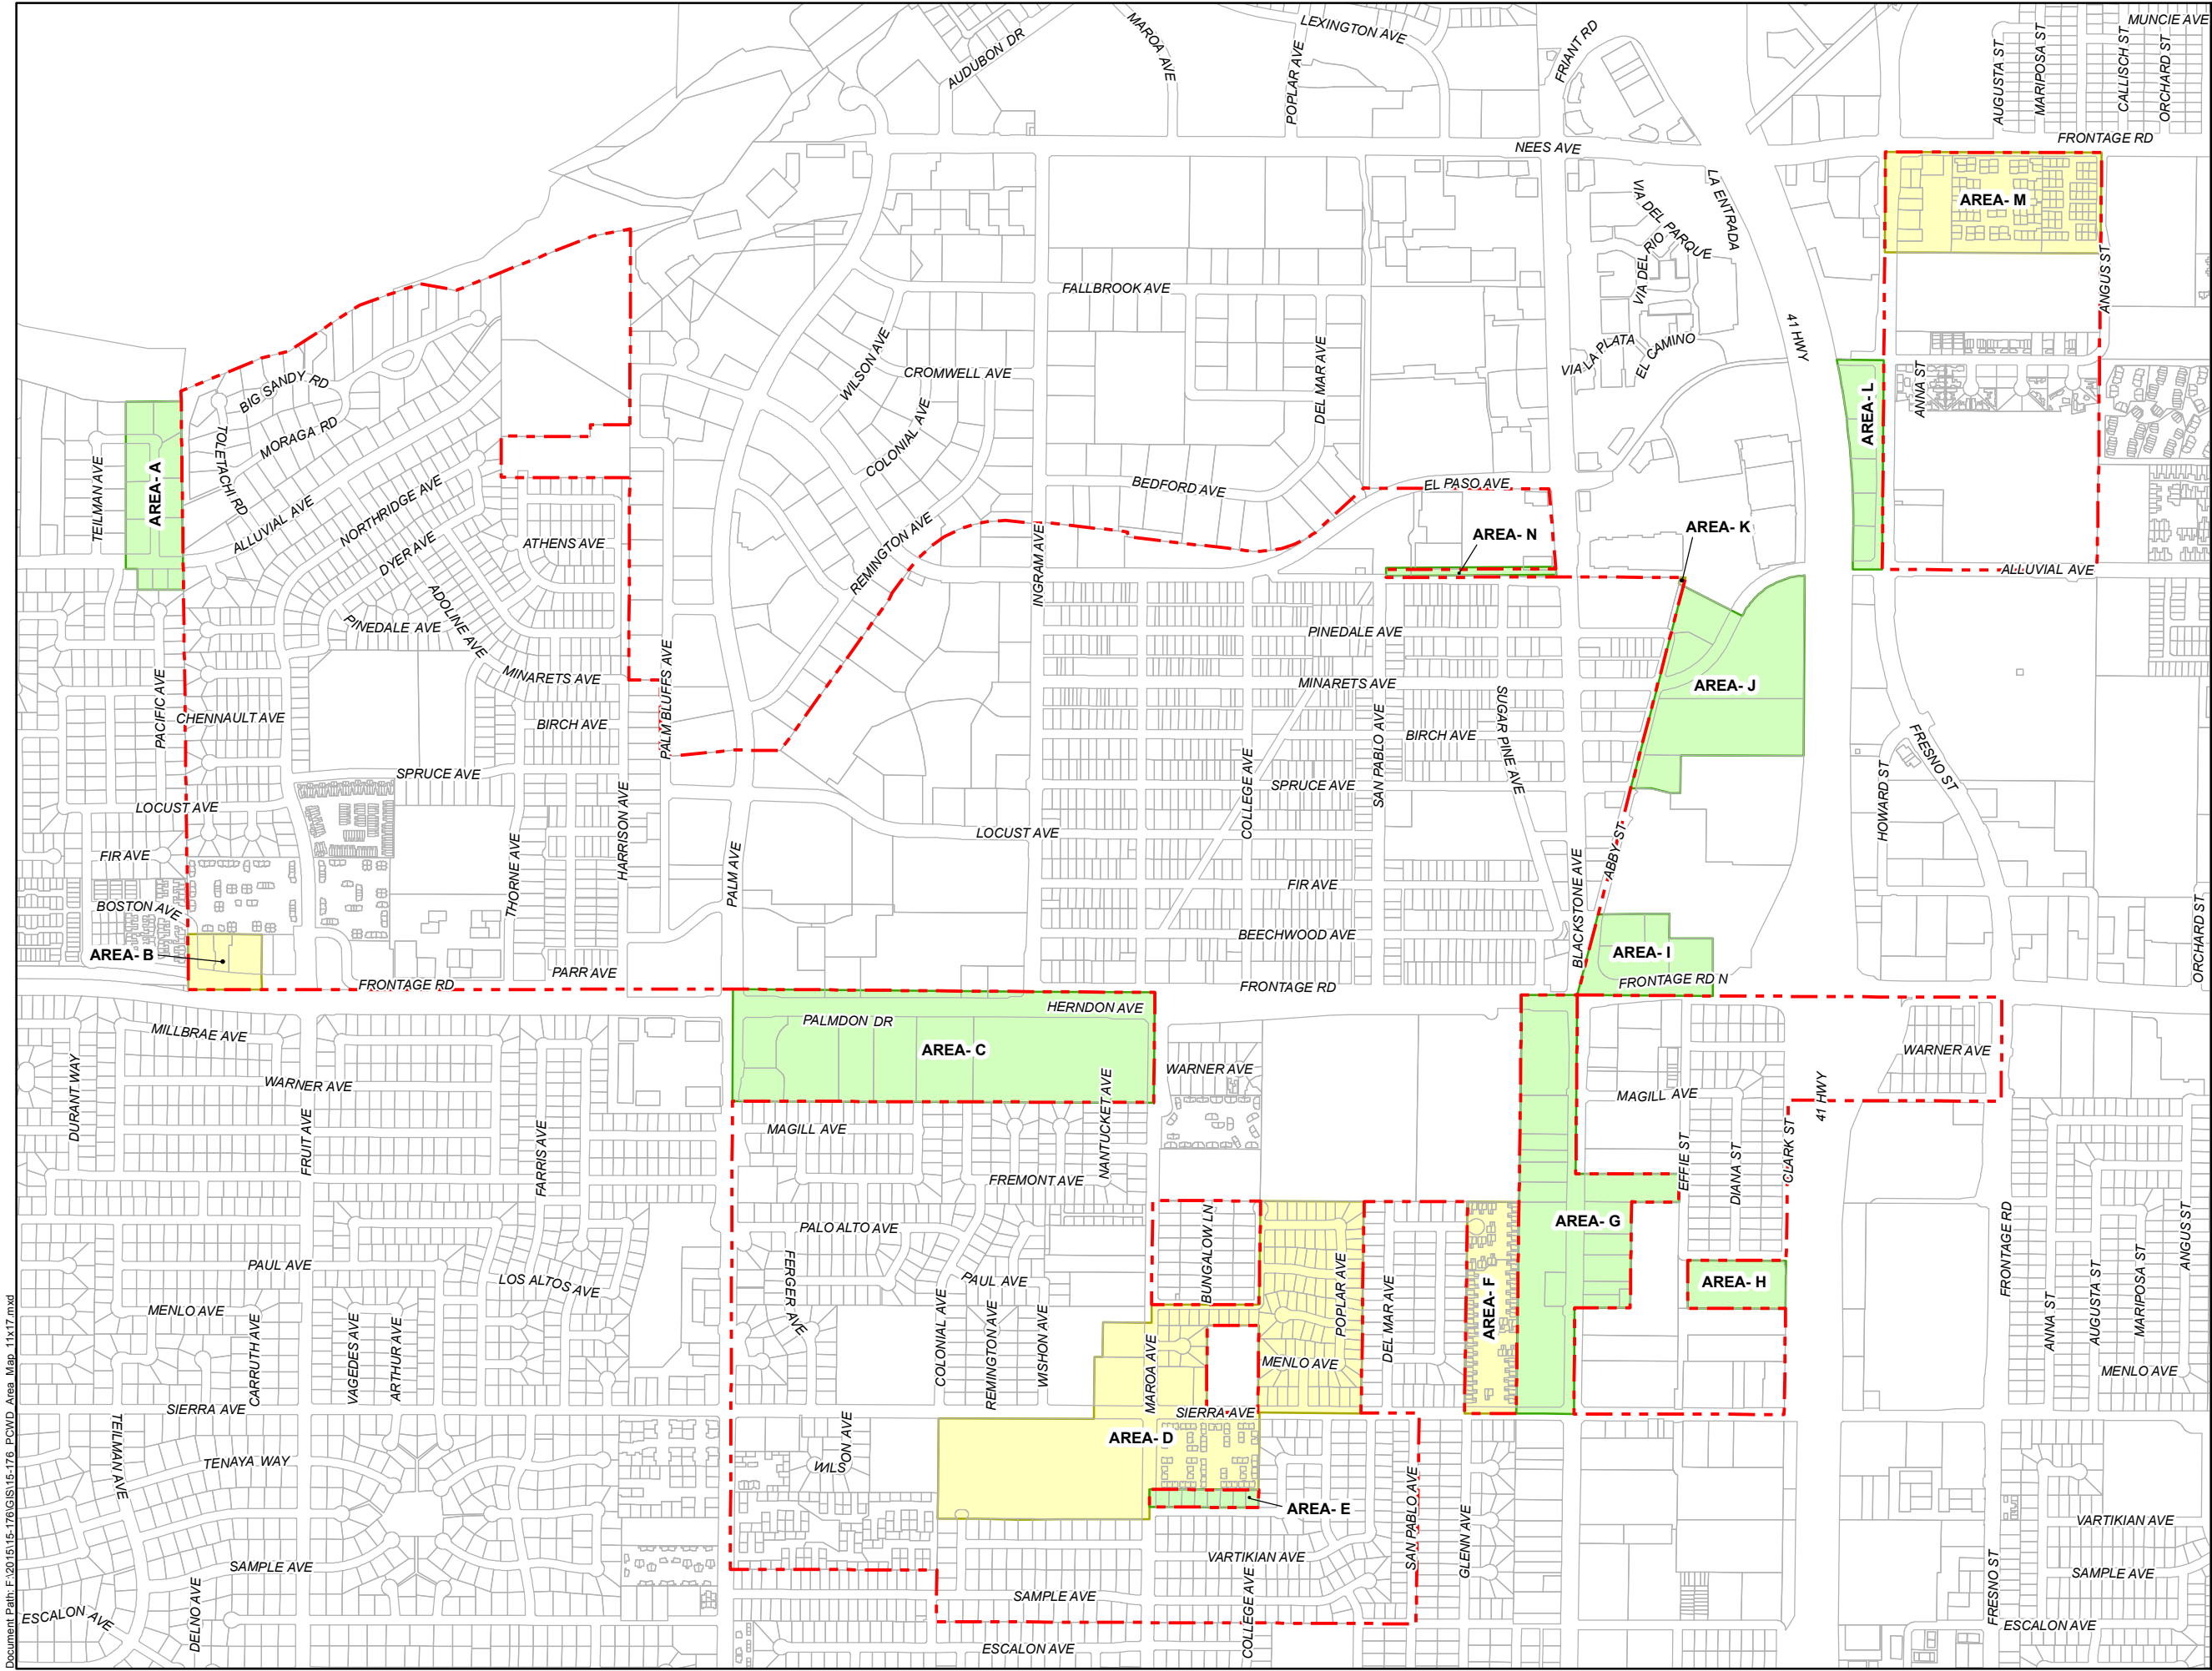 MUNCIE AVE
LEXINGTON AVE
MAROA AVE
AUDUBON DR
POPLAR AVE
FRIANT RD
AUGUSTA ST
MARIPOSA ST
CALLISCH ST
ORCHARD ST
FRONTAGE RD
NEES AVE
LA ENTRADA
VIA DEL PARQUE
VIA DEL RIO
AREA- M
ANGUS ST
FALLBROOK AVE
WILSON AVE
DEL MAR AVE
VIA LA PLATA
EL CAMINO
41 HWY
CROMWELL AVE
COLONIAL AVE
BIG SANDY RD
MORAGA RD
TOLETACHI RD
TEILMAN AVE
AREA- A
ANNA ST
AREA- L
ALLUVIAL AVE
NORTHRIDGE AVE
DYER AVE
ATHENS AVE
BEDFORD AVE
EL PASO AVE
AREA- N
AREA- K
REMINGTON AVE
INGRAM AVE
ALLUVIAL AVE
ADOLINE AVE
PINEDALE AVE
PINEDALE AVE
MINARETS AVE
MINARETS AVE
AREA- J
PALM BLUFFS AVE
PACIFIC AVE
CHENNAULT AVE
BIRCH AVE
BIRCH AVE
SAN PABLO AVE
SUGAR PINE AVE
COLLEGE AVE
SPRUCE AVE
SPRUCE AVE
FRESNO ST
HOWARD ST
LOCUST AVE
LOCUST AVE
FIR AVE
HARRISON AVE
THORNE AVE
PALM AVE
ABBY ST
BLACKSTONE AVE
FIR AVE
BOSTON AVE
BEECHWOOD AVE
AREA- B
AREA- I
ORCHARD ST
PARR AVE
FRONTAGE RD
FRONTAGE RD
FRONTAGE RD N
HERNDON AVE
PALMDON DR
AREA- C
MILLBRAE AVE
WARNER AVE
WARNER AVE
WARNER AVE
DURANT WAY
FRUIT AVE
FARRIS AVE
MAGILL AVE
MAGILL AVE
NANTUCKET AVE
41 HWY
EFFIE ST
DIANA ST
CLARK ST
FREMONT AVE
PALO ALTO AVE
BUNGALOW LN
AREA- G
FRONTAGE RD
ANGUS ST
PAUL AVE
PAUL AVE
LOS ALTOS AVE
FERGER AVE
POPLAR AVE
DEL MAR AVE
AREA- F
AREA- H
MENLO AVE
CARRUTH AVE
VAGEDES AVE
ARTHUR AVE
COLONIAL AVE
REMINGTON AVE
WISHON AVE
MAROA AVE
MENLO AVE
ANNA ST
AUGUSTA ST
MARIPOSA ST
MENLO AVE
SIERRA AVE
SIERRA AVE
AREA- D
TEILMAN AVE
TENAYA WAY
WILSON AVE
AREA- E
SAN PABLO AVE
GLENN AVE
VARTIKIAN AVE
VARTIKIAN AVE
SAMPLE AVE
SAMPLE AVE
SAMPLE AVE
FRESNO ST
ESCALON AVE
DELNO AVE
COLLEGE AVE
ESCALON AVE
ESCALON AVE
Document Path: F:\2015\15-176\GIS\15-176_PCWD_Area_Map_11x17.mxd